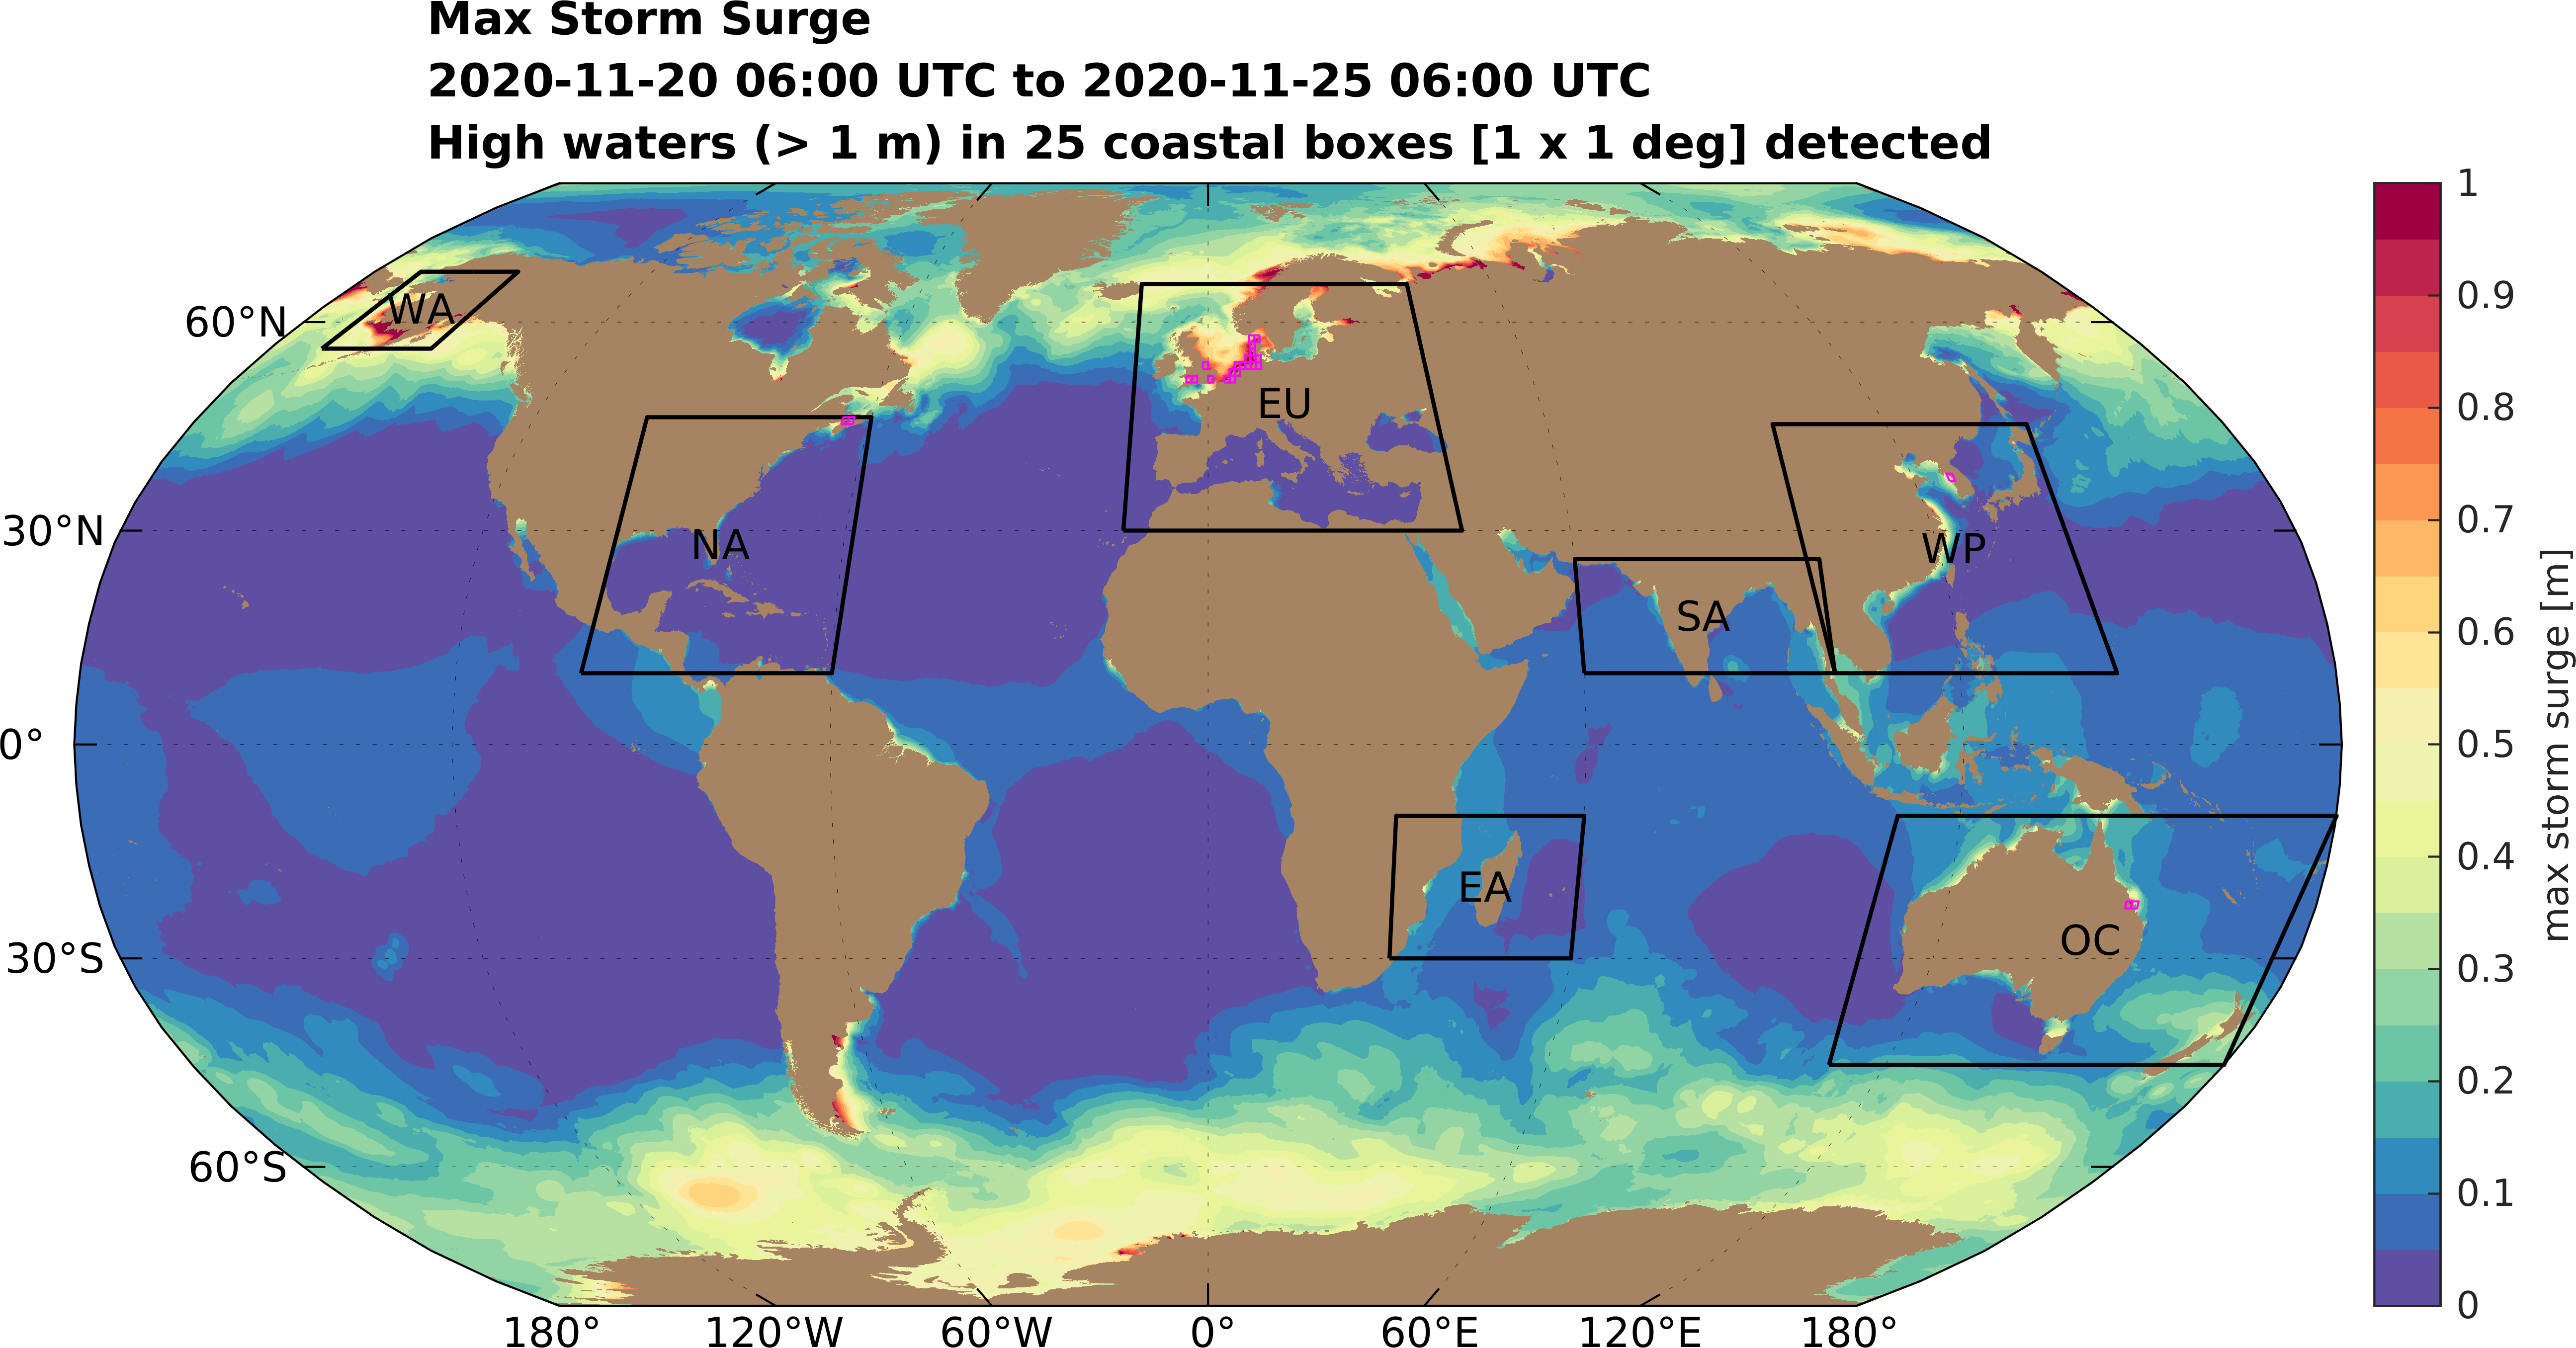 Max Storm Surge
2020-11-20 06:00 UTC to 2020-11-25 06:00 UTC
High waters (> 1 m) in 25 coastal boxes [1 x 1 deg] detected
60°N
30°N
0°
30°S
60°S
WA
NA
EU
SA
WP
EA
OC
180°
120°W
60°W
0°
60°E
120°E
180°
1
0.9
0.8
0.7
0.6
0.5
0.4
0.3
0.2
0.1
0
max storm surge [m]